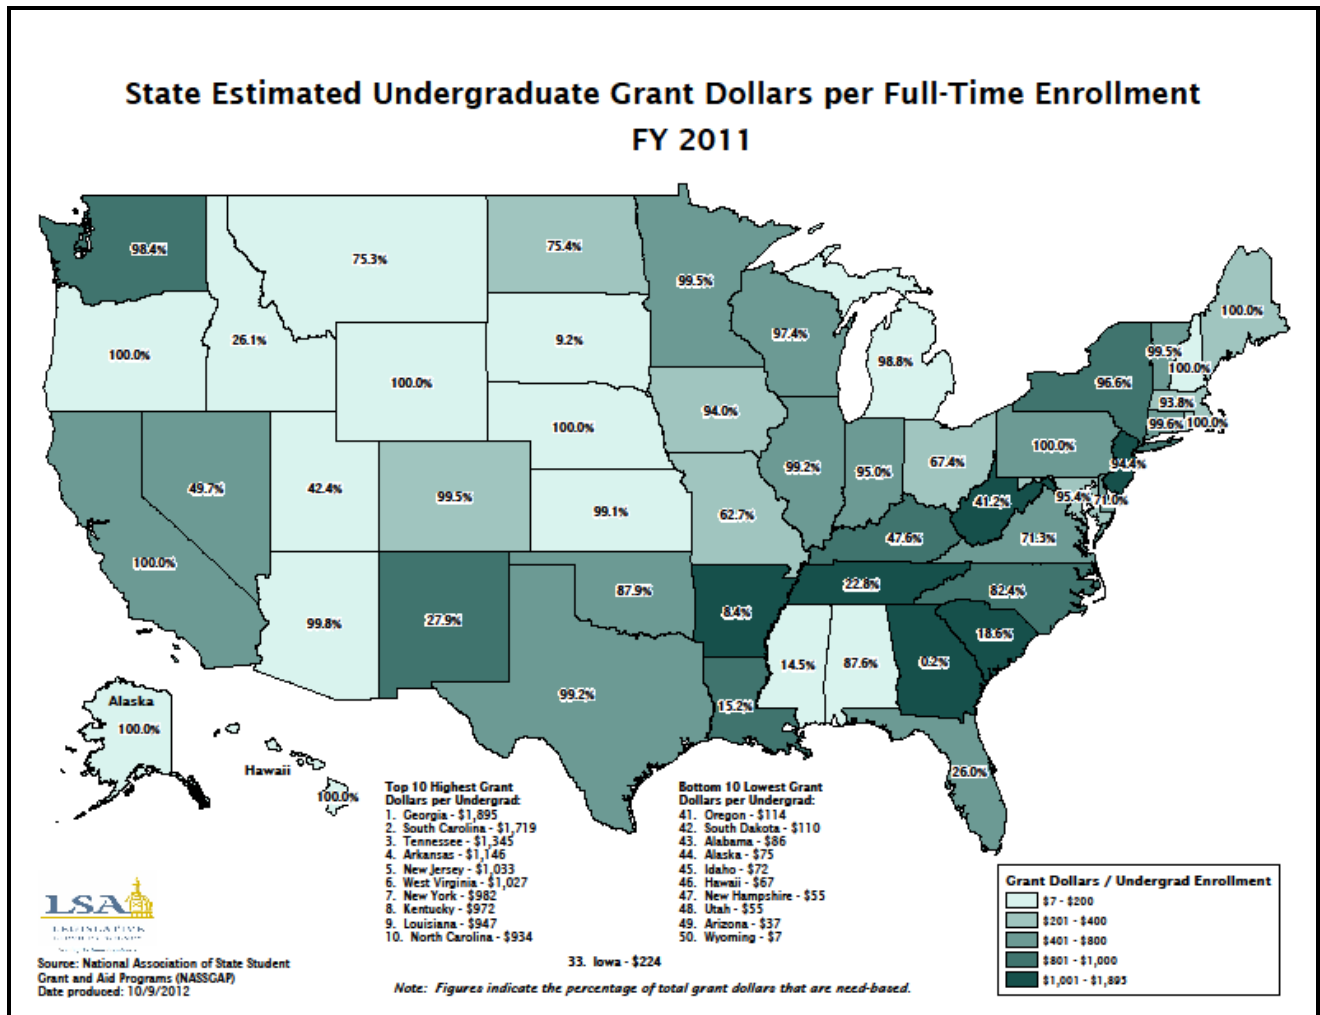 State Estimated Undergraduate Grant Dollars per Full-Time Enrollment
FY 2011
98.4%
75.3%
75.4%
99.5%
100.0%
26.1%
9.2%
97.4%
98.8%
100.0%
99.5%
100.0%
96.6%
100.0%
94.0%
93.8%
99.6%
100.0%
100.0%
100.0%
49.7%
42.4%
99.5%
99.2%
95.0%
67.4%
94.4%
99.1%
62.7%
41.2%
95.4%
71.0%
100.0%
47.6%
71.3%
87.9%
22.8%
82.4%
99.8%
27.9%
8.4%
18.6%
14.5%
87.6%
0.2%
99.2%
15.2%
Alaska
100.0%
Hawaii
100.0%
26.0%
Top 10 Highest Grant
Dollars per Undergrad:
1. Georgia - $1,895
2. South Carolina - $1,719
3. Tennessee - $1,345
4. Arkansas - $1,146
5. New Jersey - $1,033
6. West Virginia - $1,027
7. New York - $982
8. Kentucky - $972
9. Louisiana - $947
10. North Carolina - $934
Bottom 10 Lowest Grant
Dollars per Undergrad:
41. Oregon - $114
42. South Dakota - $110
43. Alabama - $86
44. Alaska - $75
45. Idaho - $72
46. Hawaii - $67
47. New Hampshire - $55
48. Utah - $55
49. Arizona - $37
50. Wyoming - $7
33. Iowa - $224
Grant Dollars / Undergrad Enrollment
$7 - $200
$201 - $400
$401 - $800
$801 - $1,000
$1,001 - $1,895
LSA
LEGISLATIVE
Source: National Association of State Student
Grant and Aid Programs (NASSGAP)
Date produced: 10/9/2012
Note: Figures indicate the percentage of total grant dollars that are need-based.